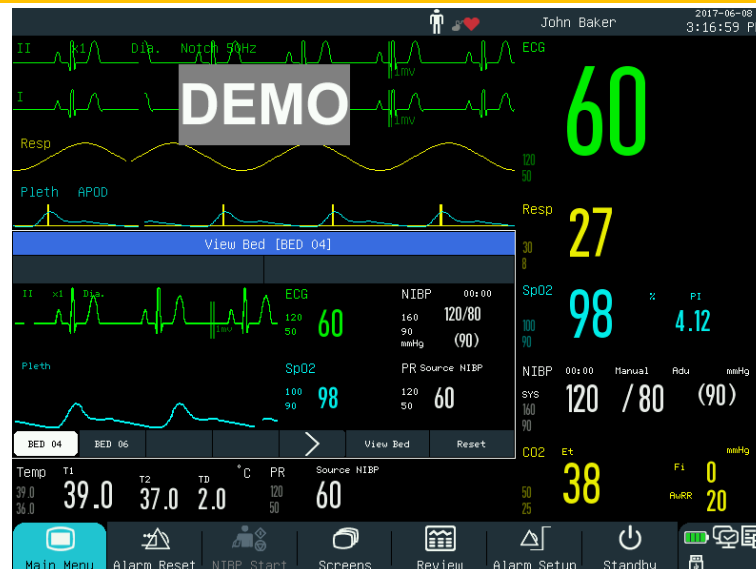 John Baker
2017-06-08
3:16:59 P
II x1 Dia. Notch 50Hz
1mv
DEMO
I
1mv
Resp
Pleth APOD
ECG
60
120
50
Resp
27
30
8
SpO2 % PI
98 4.12
100
90
NIBP 00:00 Manual Adu mmHg
SYS
160
90
120 / 80 (90)
CO2 Et mmHg
38
50
25
Fi 0
AwRR 20
View Bed [BED 04]
II x1 Dia.
1mv
ECG
120
50
60
NIBP 00:00
160
90
mmHg
120/80
(90)
Pleth
SpO2
100
90
98
PR Source NIBP
120
50
60
BED 04 BED 06 View Bed Reset
Temp T1 T2 TD °C PR Source NIBP
39.0
36.0
39.0 37.0 2.0
120
50
60
Main Menu Alarm Reset NIBP Start Screens Review Alarm Setup Standby